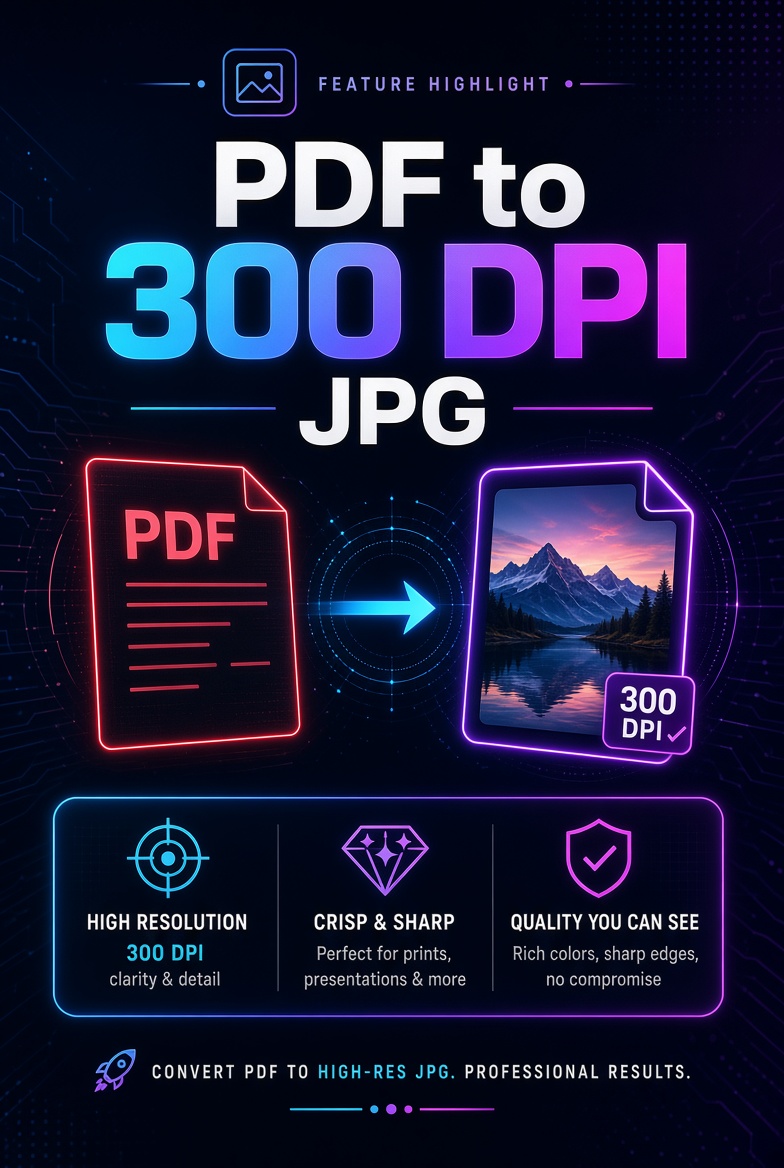 FEATURE HIGHLIGHT
PDF to
300 DPI
JPG
PDF
300
DPI
HIGH RESOLUTION
300 DPI
clarity & detail
CRISP & SHARP
Perfect for prints,
presentations & more
QUALITY YOU CAN SEE
Rich colors, sharp edges,
no compromise
CONVERT PDF TO HIGH-RES JPG. PROFESSIONAL RESULTS.